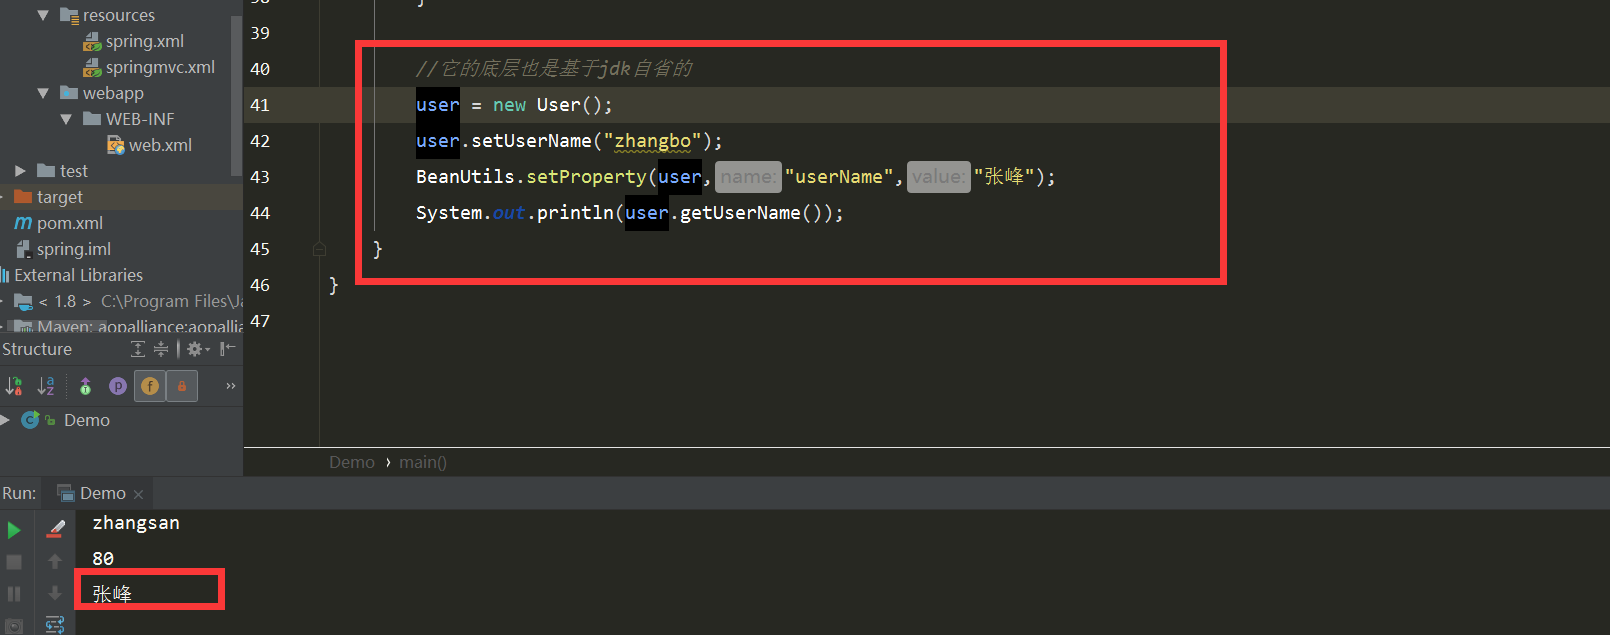 resources
spring.xml
springmvc.xml
webapp
WEB-INF
web.xml
test
target
pom.xml
spring.iml
External Libraries
< 1.8 > C:\Program Files\Ja
Maven: aopalliance:aopallia
Structure
Demo
39
40 //它的底层也是基于jdk自省的
41 user = new User();
42 user.setUserName("zhangbo");
43 BeanUtils.setProperty(user, name: "userName", value: "张峰");
44 System.out.println(user.getUserName());
45 }
46 }
47
Demo › main()
Run: Demo
zhangsan
80
张峰